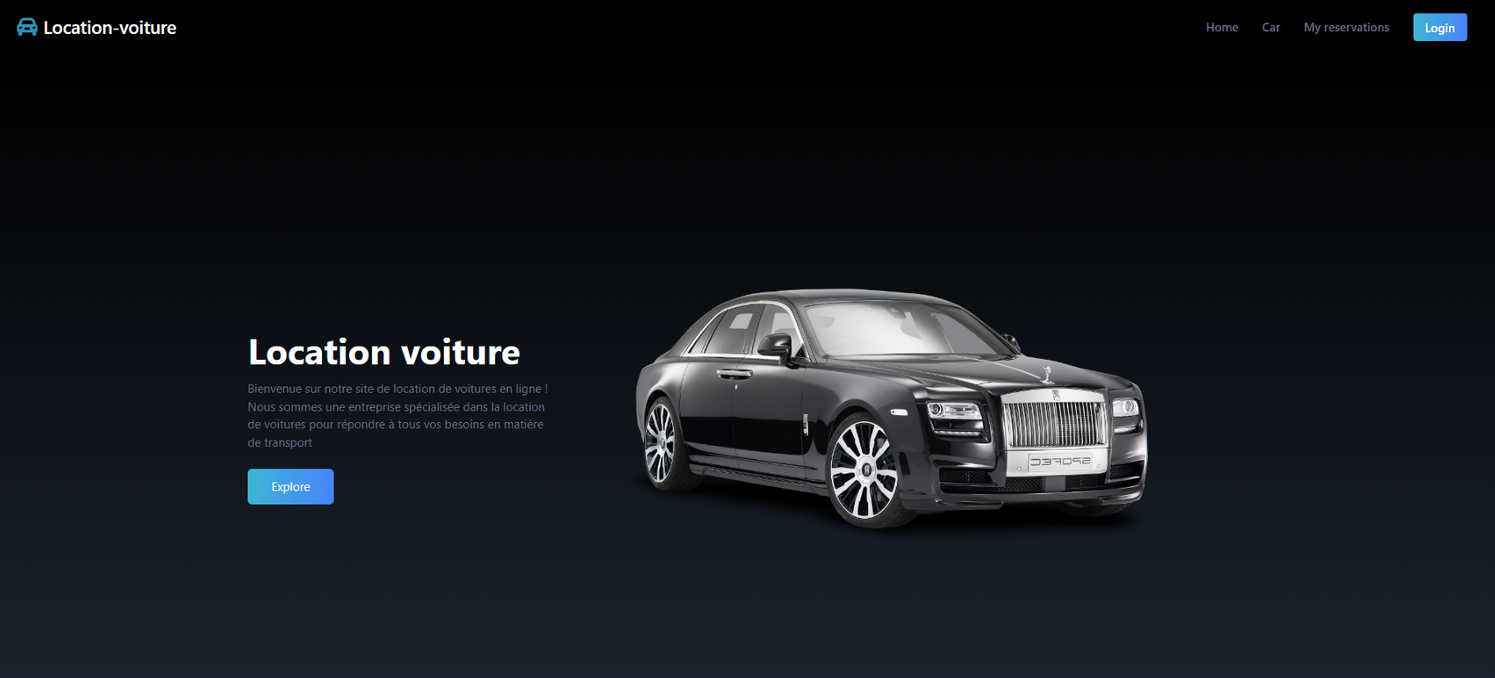 Location-voiture
Home
Car
My reservations
Login
Location voiture
Bienvenue sur notre site de location de voitures en ligne !
Nous sommes une entreprise spécialisée dans la location
de voitures pour répondre à tous vos besoins en matière
de transport
Explore